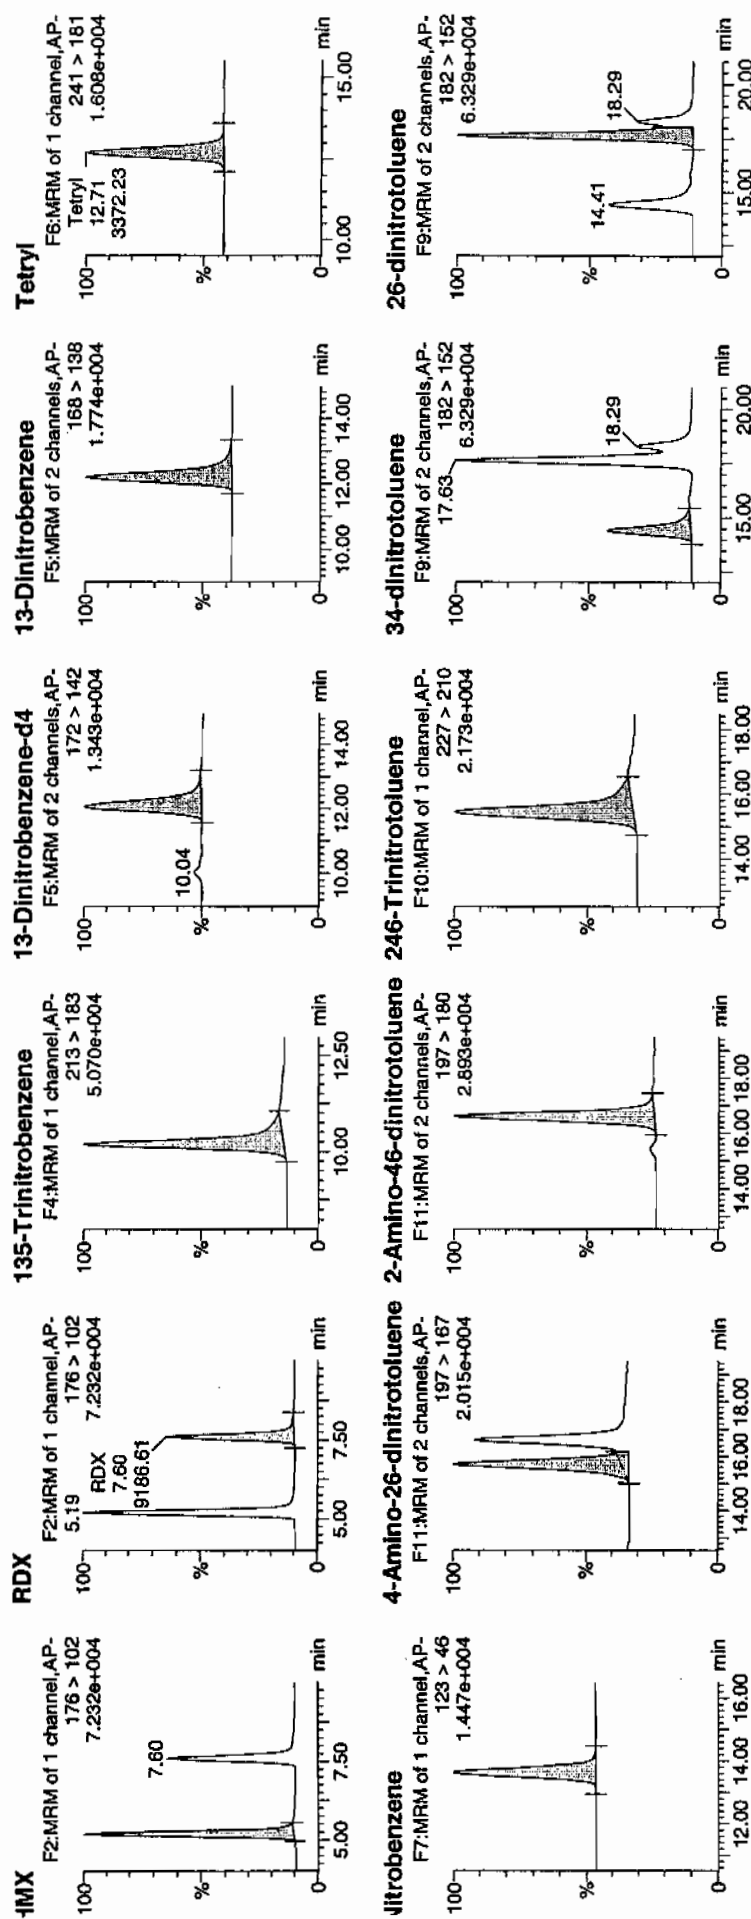 HMX
F2:MRM of 1 channel,AP-
176 > 102
7.232e+004
100
7.60
%
0
5.00 7.50 min
RDX
F2:MRM of 1 channel,AP-
5.19 176 > 102
7.232e+004
100
RDX
7.60
9186.61
%
0
5.00 7.50 min
135-Trinitrobenzene
F4:MRM of 1 channel,AP-
213 > 183
5.070e+004
100
%
0
10.00 12.50 min
13-Dinitrobenzene-d4
F5:MRM of 2 channels,AP-
172 > 142
1.343e+004
100
10.04
%
0
10.00 12.00 14.00 min
13-Dinitrobenzene
F5:MRM of 2 channels,AP-
168 > 138
1.774e+004
100
%
0
10.00 12.00 14.00 min
Tetryl
F6:MRM of 1 channel,AP-
241 > 181
1.608e+004
100
Tetryl
12.71
3372.23
%
0
10.00 15.00 min
Nitrobenzene
F7:MRM of 1 channel,AP-
123 > 46
1.447e+004
100
%
0
12.00 14.00 16.00 min
4-Amino-26-dinitrotoluene
F11:MRM of 2 channels,AP-
197 > 167
2.015e+004
100
%
0
14.00 16.00 18.00 min
2-Amino-46-dinitrotoluene
F11:MRM of 2 channels,AP-
197 > 180
2.893e+004
100
%
0
14.00 16.00 18.00 min
246-Trinitrotoluene
F10:MRM of 1 channel,AP-
227 > 210
2.173e+004
100
%
0
14.00 16.00 18.00 min
34-dinitrotoluene
F9:MRM of 2 channels,AP-
17.63 182 > 152
6.329e+004
100
18.29
%
0
15.00 20.00 min
26-dinitrotoluene
F9:MRM of 2 channels,AP-
182 > 152
6.329e+004
100
18.29
14.41
%
0
15.00 20.00 min